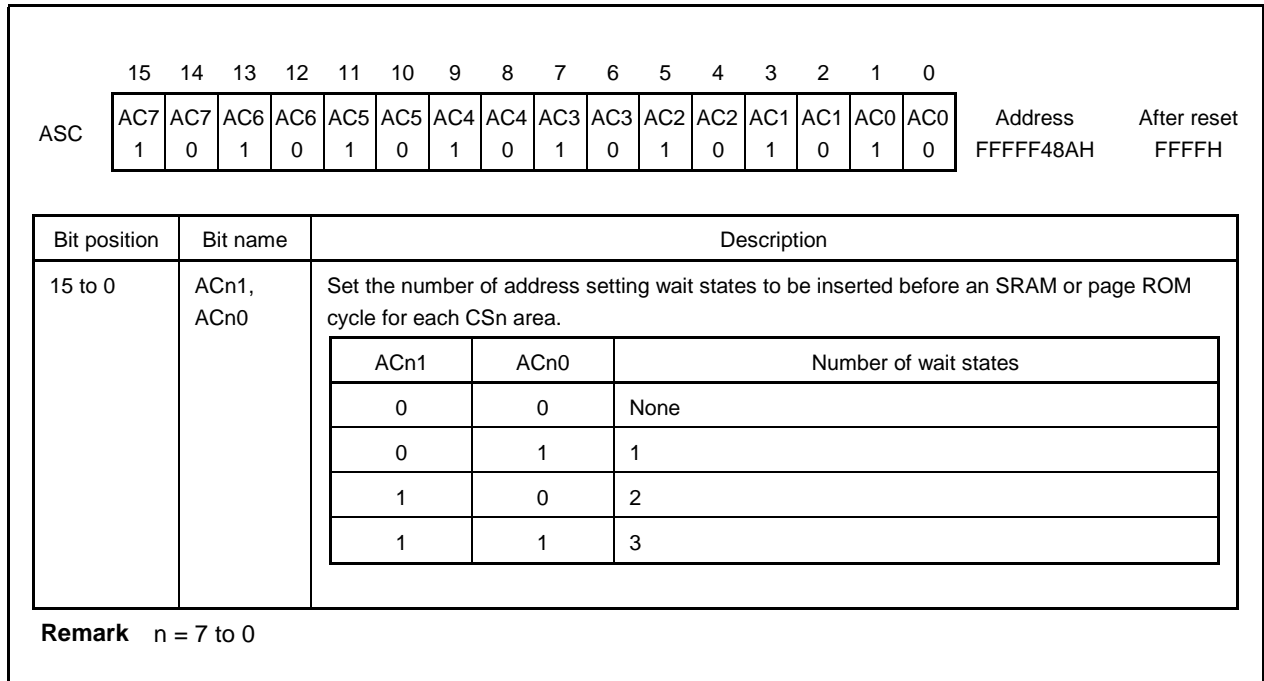 15 14 13 12 11 10 9 8 7 6 5 4 3 2 1 0
ASC AC7 AC7 AC6 AC6 AC5 AC5 AC4 AC4 AC3 AC3 AC2 AC2 AC1 AC1 AC0 AC0 Address After reset
1 0 1 0 1 0 1 0 1 0 1 0 1 0 1 0 FFFFF48AH FFFFH
Bit position Bit name Description
15 to 0 ACn1, Set the number of address setting wait states to be inserted before an SRAM or page ROM
ACn0 cycle for each CSn area.
ACn1 ACn0 Number of wait states
0 0 None
0 1 1
1 0 2
1 1 3
Remark n = 7 to 0